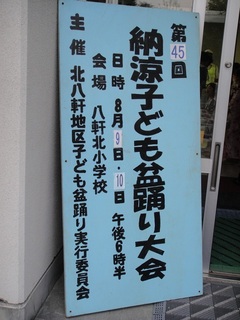 第45回
納涼子ども盆踊り大会
日時 8月9日・10日 午後6時半
会場 八軒北小学校
主催 北八軒地区子ども盆踊り実行委員会